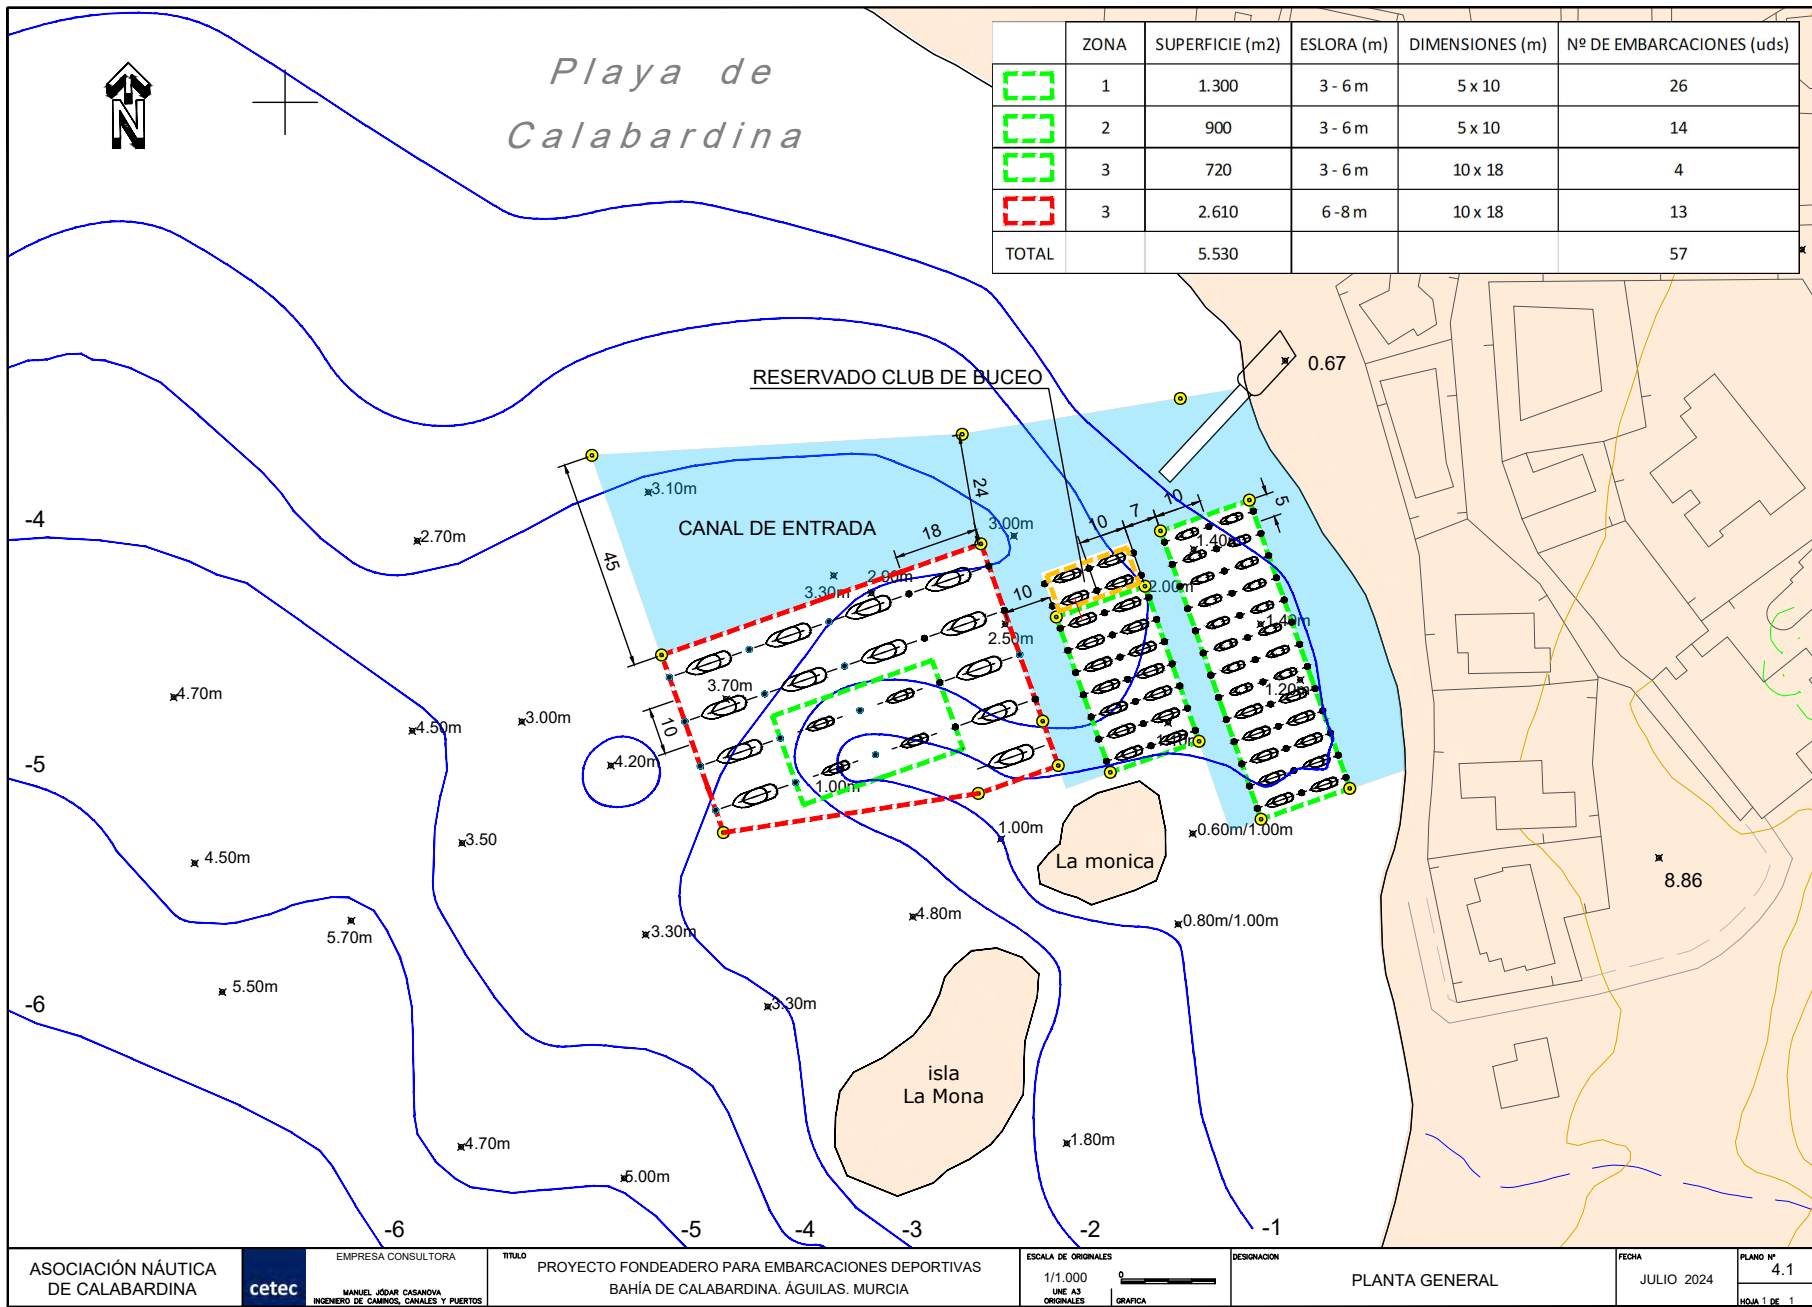 Playa de
Calabardina
N
ZONA SUPERFICIE (m2) ESLORA (m) DIMENSIONES (m) Nº DE EMBARCACIONES (uds)
1 1.300 3 - 6 m 5 x 10 26
2 900 3 - 6 m 5 x 10 14
3 720 3 - 6 m 10 x 18 4
3 2.610 6 -8 m 10 x 18 13
TOTAL 5.530 57
0.67
RESERVADO CLUB DE BUCEO
3.10m
CANAL DE ENTRADA
24
18
3.00m
10
7
10
5
-4
2.70m
45
2.90m
3.30m
1.40m
2.00m
10
2.50m
1.40m
1.20m
3.70m
4.70m
4.50m
3.00m
10
4.20m
-5
1.00m
3.50
1.00m
0.60m/1.00m
La monica
4.50m
8.86
5.70m
4.80m
0.80m/1.00m
3.30m
5.50m
-6
3.30m
isla
La Mona
4.70m
1.80m
5.00m
-6
-5
-4
-3
-2
-1
ASOCIACIÓN NÁUTICA
DE CALABARDINA
cetec
EMPRESA CONSULTORA
MANUEL JÓDAR CASANOVA
INGENIERO DE CAMINOS, CANALES Y PUERTOS
TITULO
PROYECTO FONDEADERO PARA EMBARCACIONES DEPORTIVAS
BAHÍA DE CALABARDINA. ÁGUILAS. MURCIA
ESCALA DE ORIGINALES
1/1.000
UNE A3
ORIGINALES
0
GRAFICA
DESIGNACION
PLANTA GENERAL
FECHA
JULIO 2024
PLANO Nº
4.1
HOJA 1 DE 1